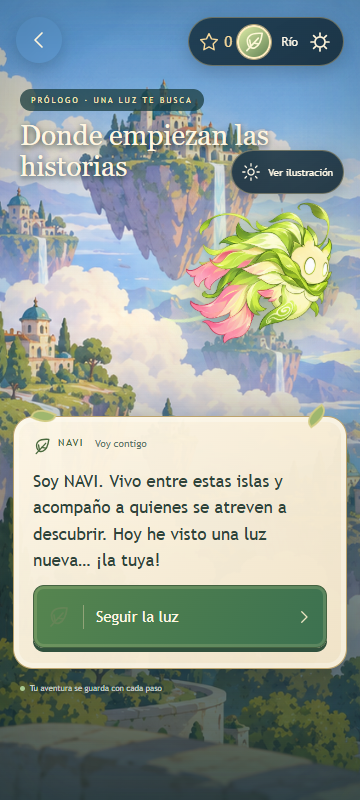 0
Río
PRÓLOGO · UNA LUZ TE BUSCA
Donde empiezan las
historias
Ver ilustración
NAVI Voy contigo
Soy NAVI. Vivo entre estas islas y
acompaño a quienes se atreven a
descubrir. Hoy he visto una luz
nueva... ¡la tuya!
Seguir la luz
Tu aventura se guarda con cada paso